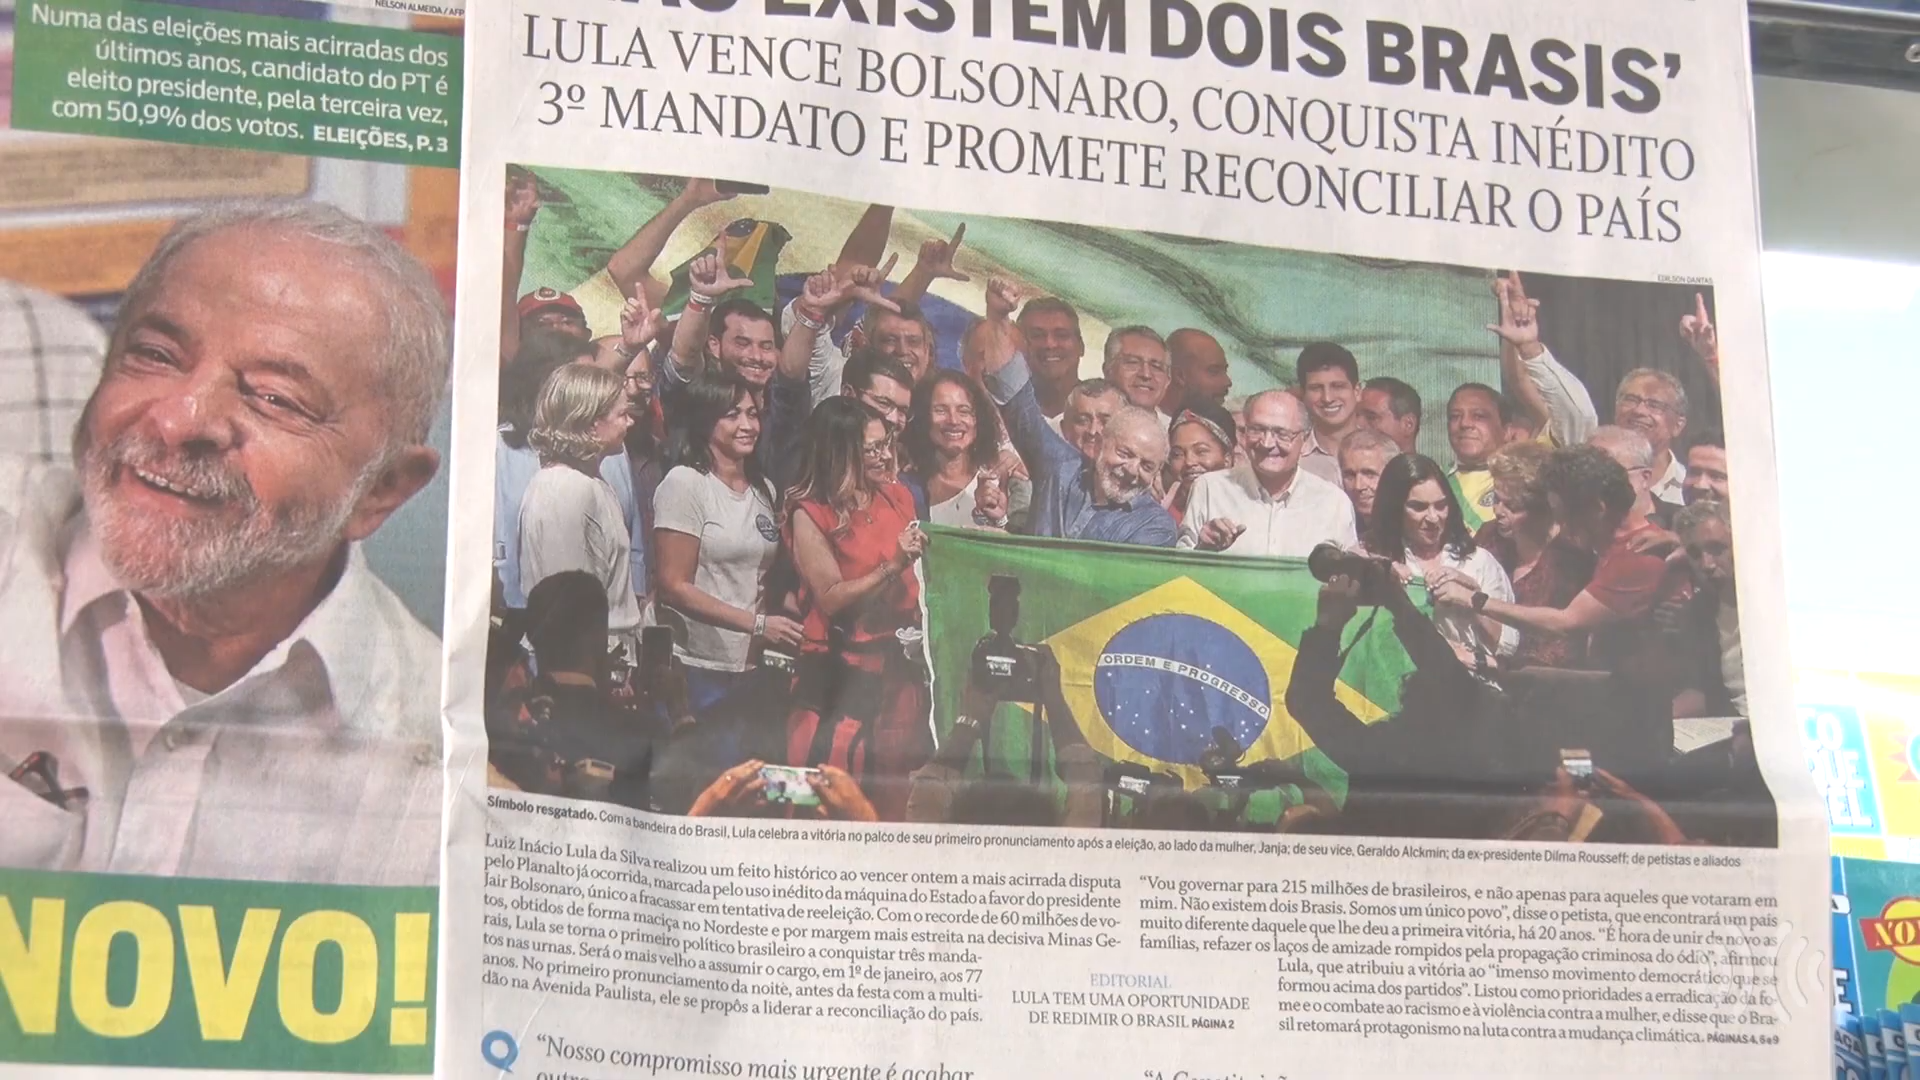 NELSON ALMEIDA / AFP
Numa das eleições mais acirradas dos
últimos anos, candidato do PT é
eleito presidente, pela terceira vez,
com 50,9% dos votos. ELEIÇÕES, P. 3
NOVO!
EXISTEM DOIS BRASIS’
LULA VENCE BOLSONARO, CONQUISTA INÉDITO
3º MANDATO E PROMETE RECONCILIAR O PAÍS
EDILSON DANTAS
ORDEM E PROGRESSO
Símbolo resgatado. Com a bandeira do Brasil, Lula celebra a vitória no palco de seu primeiro pronunciamento após a eleição, ao lado da mulher, Janja; de seu vice, Geraldo Alckmin; da ex-presidente Dilma Rousseff; de petistas e aliados
Luiz Inácio Lula da Silva realizou um feito histórico ao vencer ontem a mais acirrada disputa
pelo Planalto já ocorrida, marcada pelo uso inédito da máquina do Estado a favor do presidente
Jair Bolsonaro, único a fracassar em tentativa de reeleição. Com o recorde de 60 milhões de vo-
tos, obtidos de forma maciça no Nordeste e por margem mais estreita na decisiva Minas Ge-
rais, Lula se torna o primeiro político brasileiro a conquistar três manda-
tos nas urnas. Será o mais velho a assumir o cargo, em 1º de janeiro, aos 77
anos. No primeiro pronunciamento da noite, antes da festa com a multi-
dão na Avenida Paulista, ele se propôs a liderar a reconciliação do país.
“Vou governar para 215 milhões de brasileiros, e não apenas para aqueles que votaram em
mim. Não existem dois Brasis. Somos um único povo”, disse o petista, que encontrará um país
muito diferente daquele que lhe deu a primeira vitória, há 20 anos. “É hora de unir de novo as
famílias, refazer os laços de amizade rompidos pela propagação criminosa do ódio”, afirmou
Lula, que atribuiu a vitória ao “imenso movimento democrático que se
formou acima dos partidos”. Listou como prioridades a erradicação da fo-
me e o combate ao racismo e à violência contra a mulher, e disse que o Bra-
sil retomará protagonismo na luta contra a mudança climática. PÁGINAS 4, 6 e 9
EDITORIAL
LULA TEM UMA OPORTUNIDADE
DE REDIMIR O BRASIL PÁGINA 2
“Nosso compromisso mais urgente é acabar